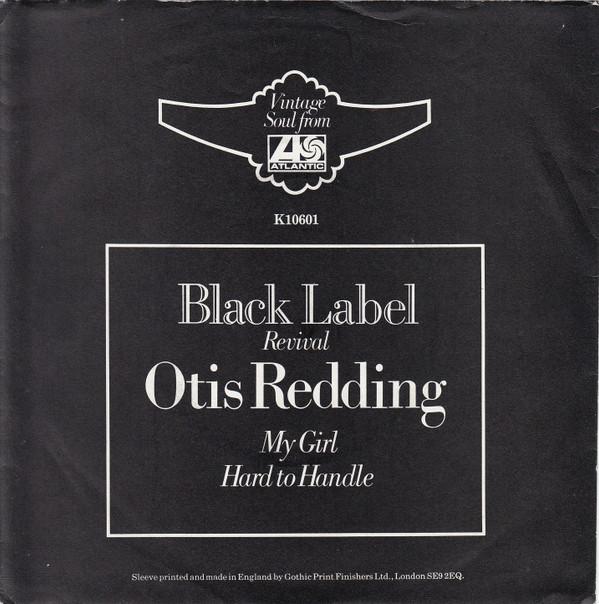 Vintage
Soul from
ATLANTIC
K10601
Black Label
Revival
Otis Redding
My Girl
Hard to Handle
Sleeve printed and made in England by Gothic Print Finishers Ltd., London SE9 2EQ.